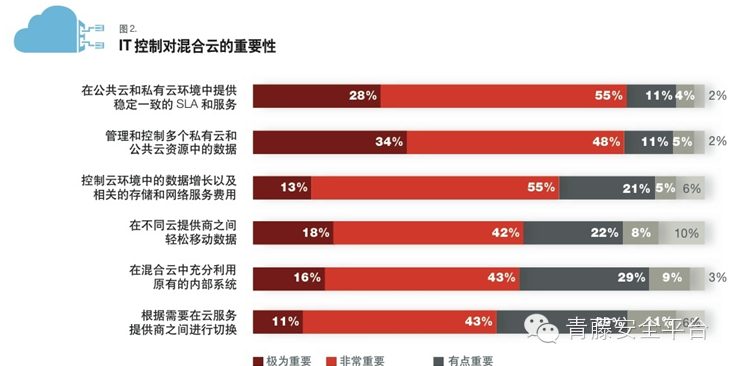 图2.
IT 控制对混合云的重要性
在公共云和私有云环境中提供
稳定一致的 SLA 和服务
28% 55% 11% 4% 2%
管理和控制多个私有云和
公共云资源中的数据
34% 48% 11% 5% 2%
控制云环境中的数据增长以及
相关的存储和网络服务费用
13% 55% 21% 5% 6%
在不同云提供商之间
轻松移动数据
18% 42% 22% 8% 10%
在混合云中充分利用
原有的内部系统
16% 43% 29% 9% 3%
根据需要在云服务
提供商之间进行切换
11% 43% 11% 6%
青藤安全平台
极为重要 非常重要 有点重要